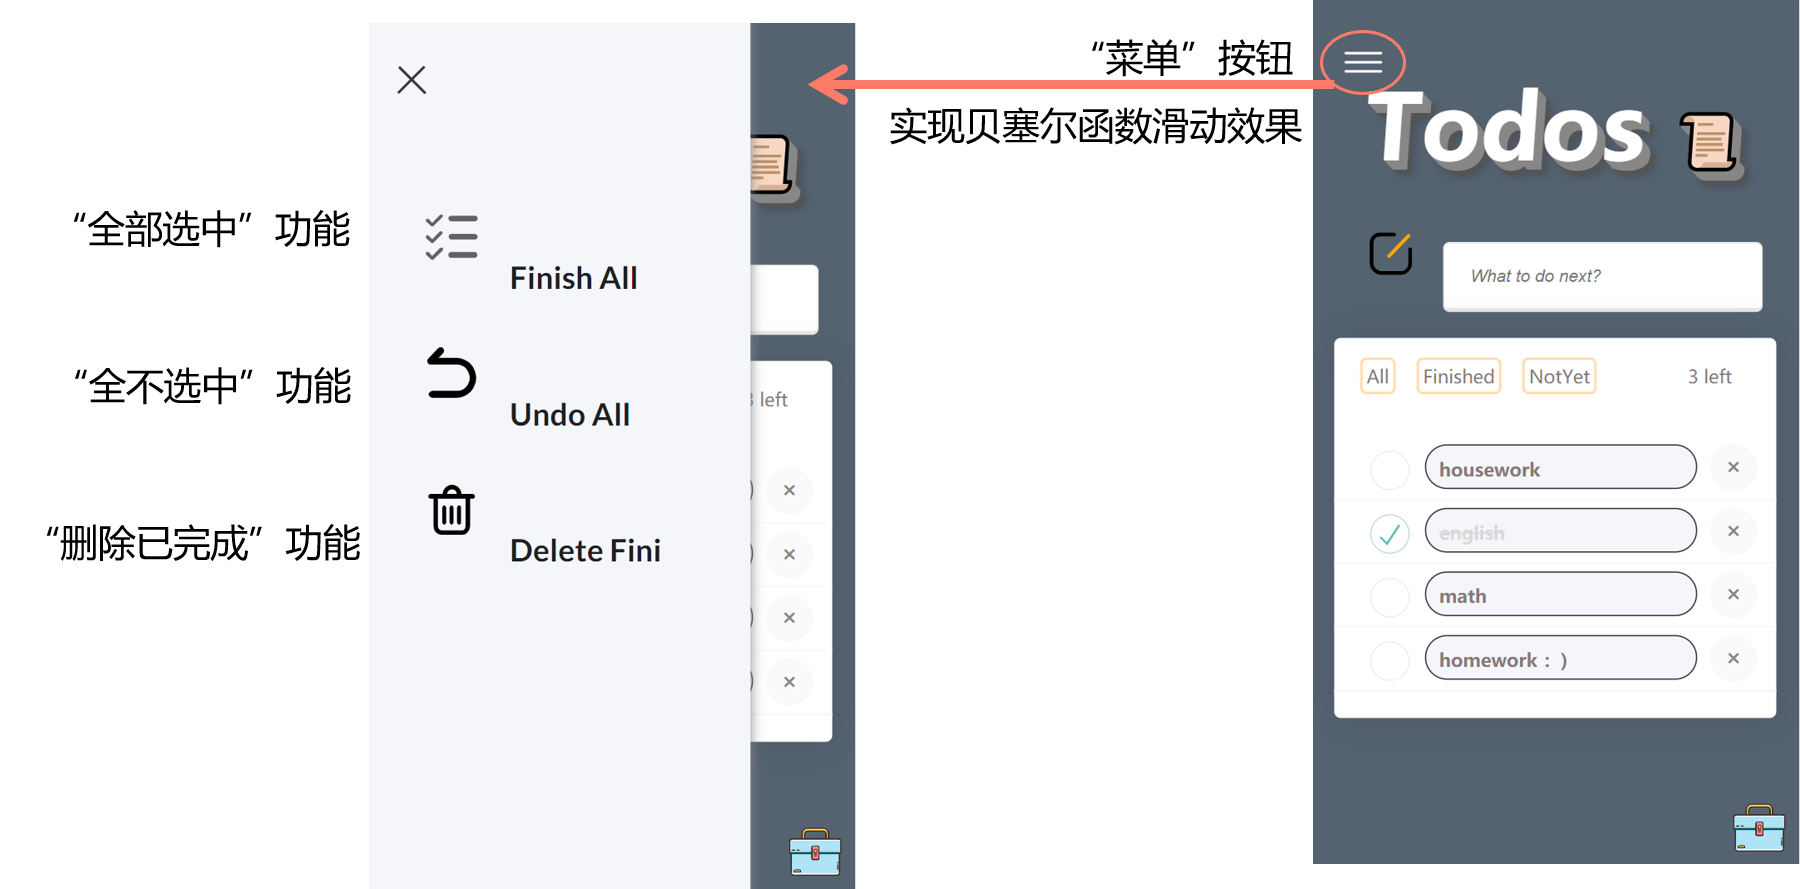 “菜单”按钮
实现贝塞尔函数滑动效果
“全部选中”功能
“全不选中”功能
“删除已完成”功能
Finish All
Undo All
Delete Fini
3 left
×
×
×
×
Todos
What to do next?
All Finished NotYet 3 left
housework ×
english ×
math ×
homework：) ×